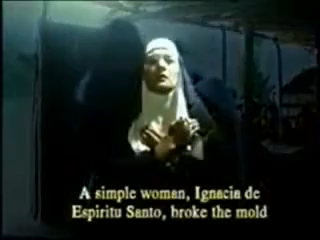 A simple woman, Ignacia de
Espiritu Santo, broke the mold